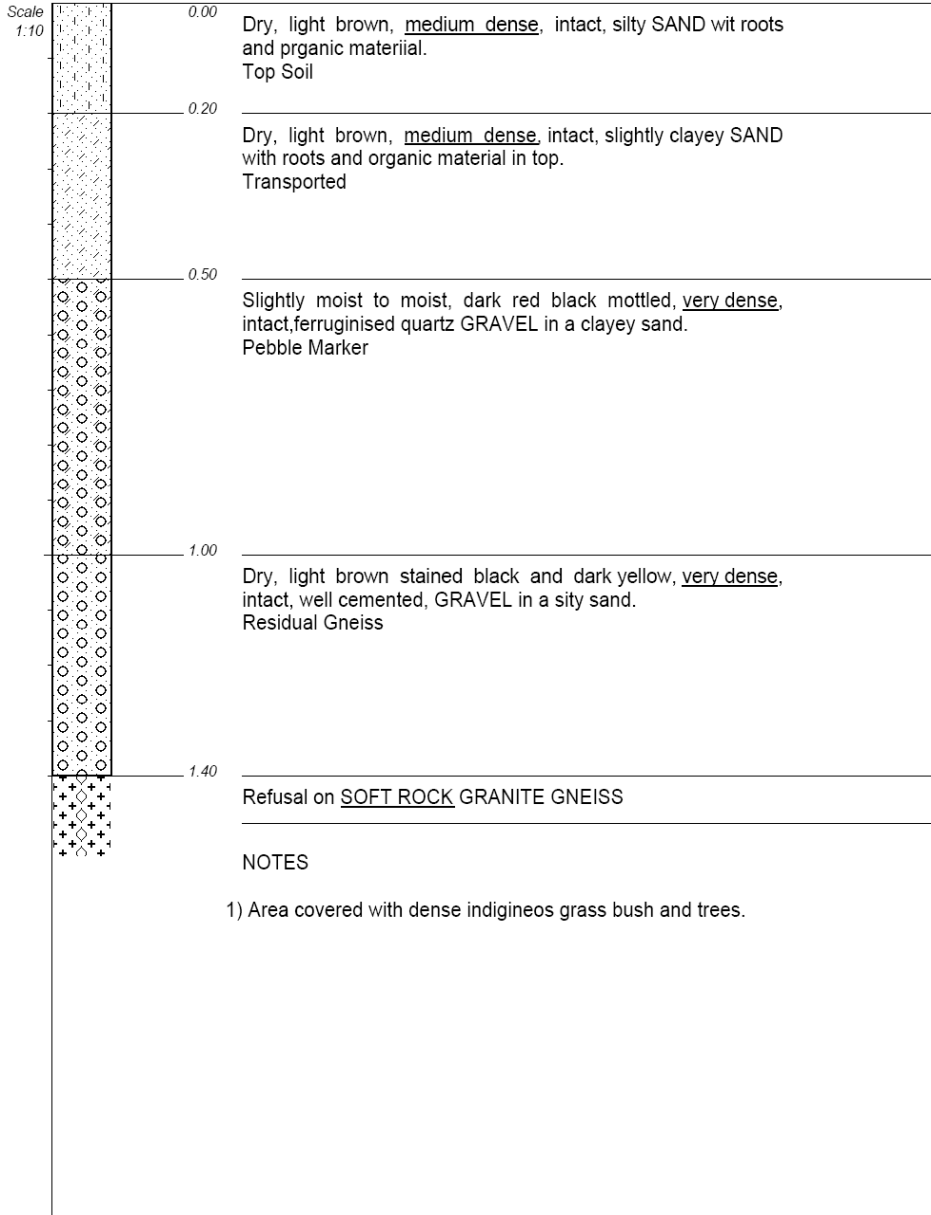 Scale
1:10
0.00
Dry, light brown, medium dense, intact, silty SAND wit roots
and prganic materiial.
Top Soil
0.20
Dry, light brown, medium dense, intact, slightly clayey SAND
with roots and organic material in top.
Transported
0.50
Slightly moist to moist, dark red black mottled, very dense,
intact,ferruginised quartz GRAVEL in a clayey sand.
Pebble Marker
1.00
Dry, light brown stained black and dark yellow, very dense,
intact, well cemented, GRAVEL in a sity sand.
Residual Gneiss
1.40
Refusal on SOFT ROCK GRANITE GNEISS
NOTES
1) Area covered with dense indigineos grass bush and trees.